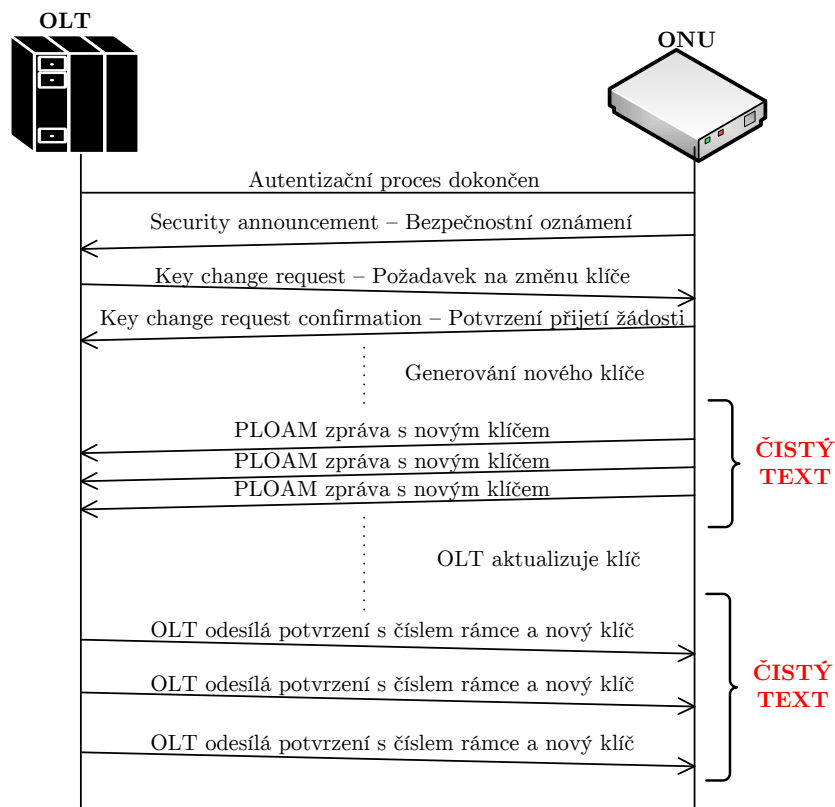 OLT
ONU
Autentizační proces dokončen
Security announcement – Bezpečnostní oznámení
Key change request – Požadavek na změnu klíče
Key change request confirmation – Potvrzení přijetí žádosti
Generování nového klíče
PLOAM zpráva s novým klíčem
PLOAM zpráva s novým klíčem
PLOAM zpráva s novým klíčem
ČISTÝ
TEXT
OLT aktualizuje klíč
OLT odesílá potvrzení s číslem rámce a nový klíč
OLT odesílá potvrzení s číslem rámce a nový klíč
OLT odesílá potvrzení s číslem rámce a nový klíč
ČISTÝ
TEXT